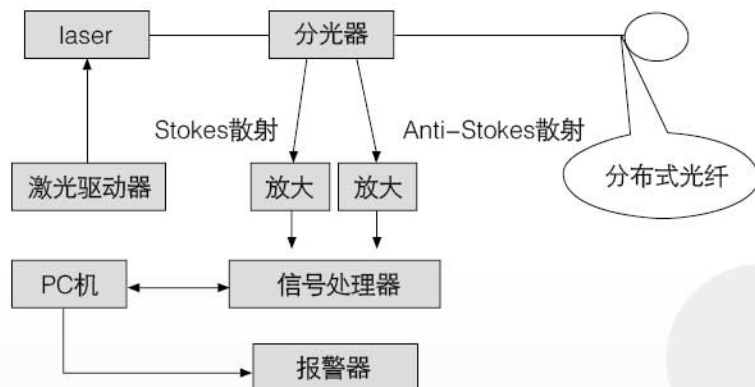 laser
分光器
Stokes散射
Anti-Stokes散射
激光驱动器
放大
放大
分布式光纤
PC机
信号处理器
报警器